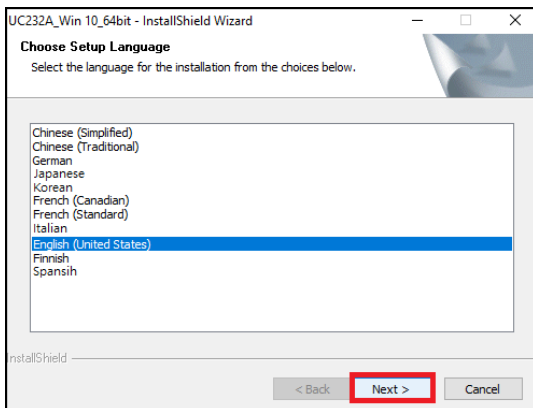 UC232A_Win 10_64bit - InstallShield Wizard
Choose Setup Language
Select the language for the installation from the choices below.
Chinese (Simplified)
Chinese (Traditional)
German
Japanese
Korean
French (Canadian)
French (Standard)
Italian
English (United States)
Finnish
Spansih
InstallShield
< Back Next > Cancel